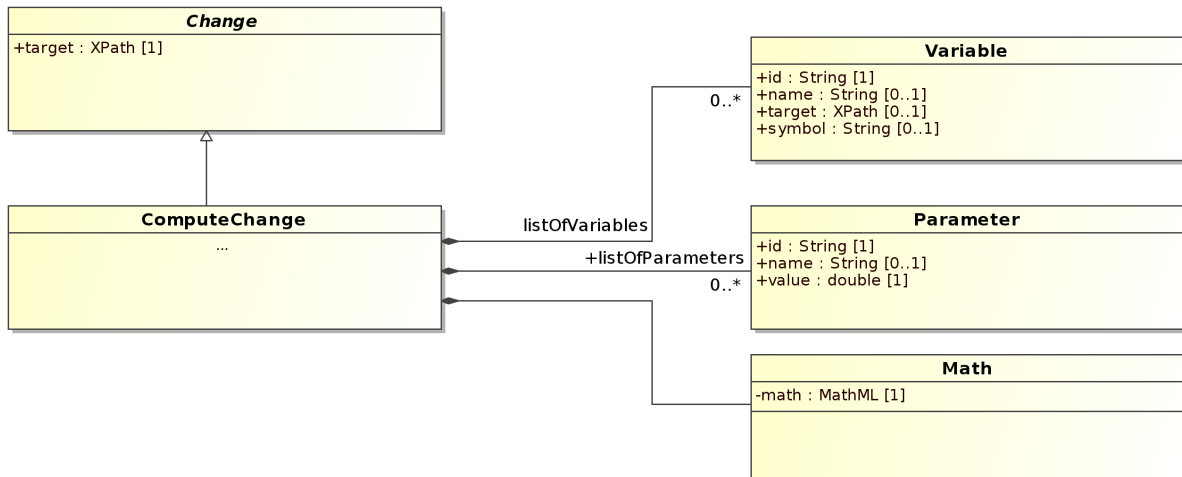 Change
+target : XPath [1]
Variable
+id : String [1]
+name : String [0..1]
+target : XPath [0..1]
+symbol : String [0..1]
0..*
ComputeChange
...
listOfVariables
+listOfParameters
0..*
Parameter
+id : String [1]
+name : String [0..1]
+value : double [1]
Math
-math : MathML [1]